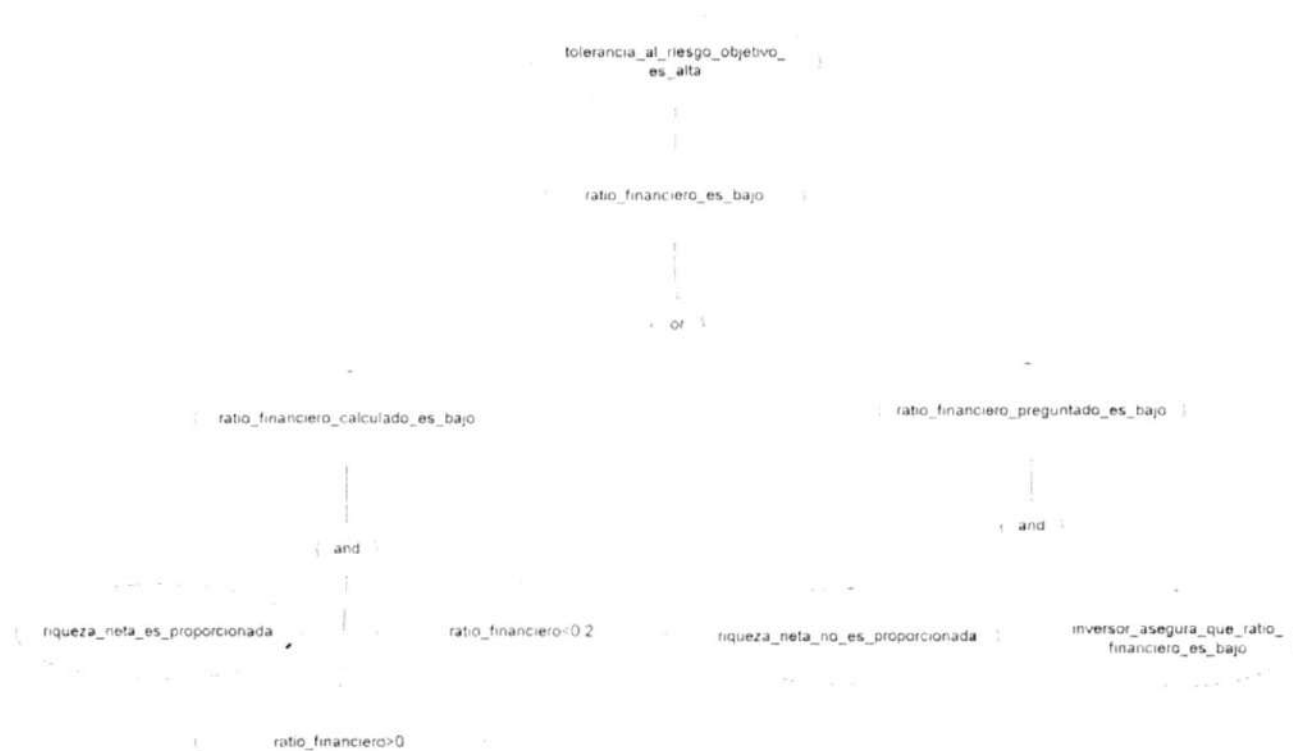 tolerancia_al_riesgo_objetivo_
es_alta
ratio_financiero_es_bajo
or
ratio_financiero_calculado_es_bajo
ratio_financiero_preguntado_es_bajo
and
and
riqueza_neta_es_proporcionada
ratio_financiero<0.2
riqueza_neta_no_es_proporcionada
inversor_asegura_que_ratio_
financiero_es_bajo
ratio_financiero>0